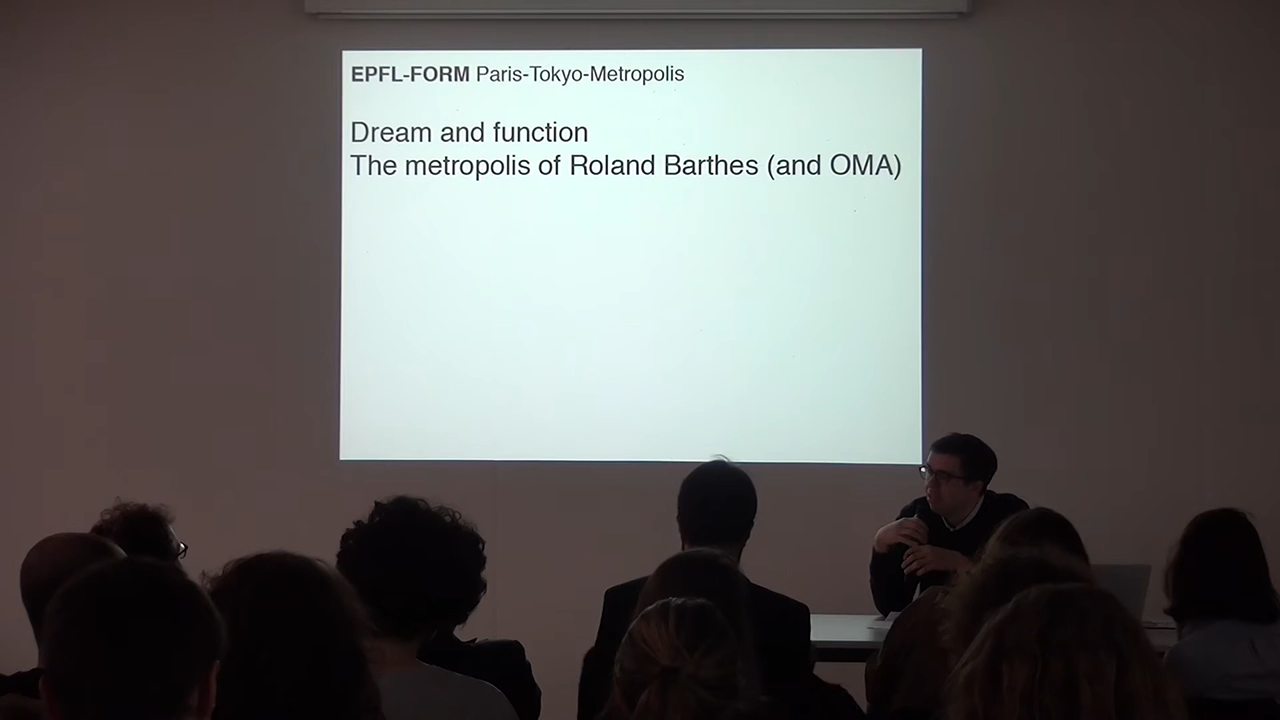 EPFL-FORM Paris-Tokyo-Metropolis
Dream and function
The metropolis of Roland Barthes (and OMA)